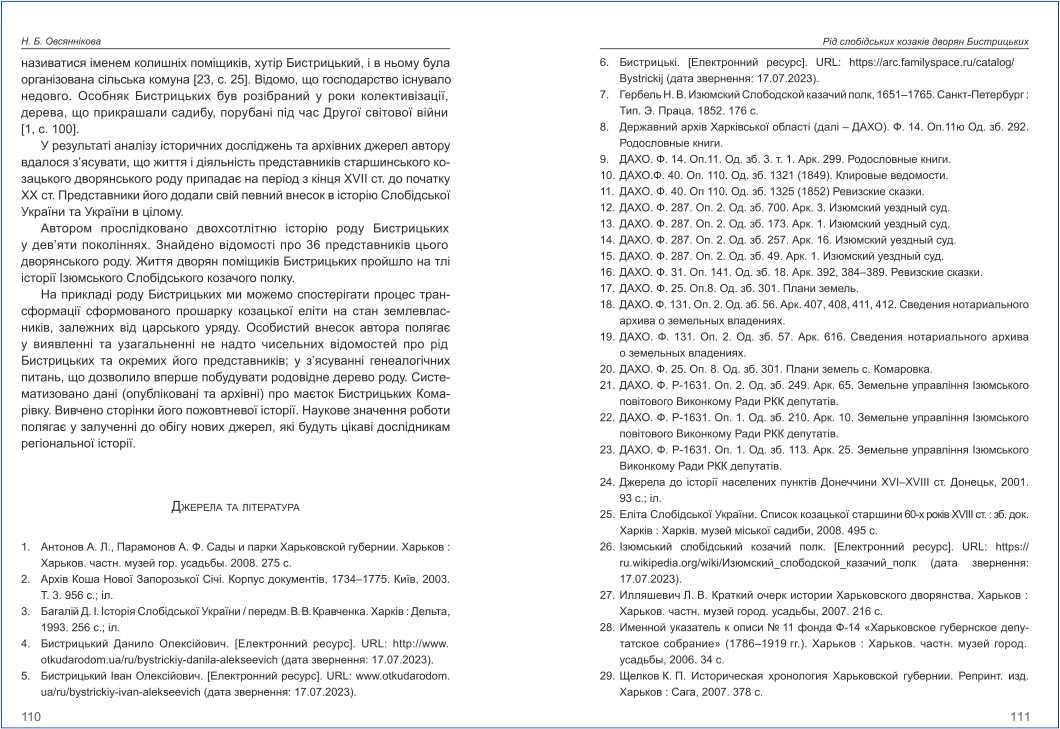 Н. Б. Овсяннікова
називатися іменем колишніх поміщиків, хутір Бистрицький, і в ньому була
організована сільська комуна [23, с. 25]. Відомо, що господарство існувало
недовго. Особняк Бистрицьких був розібраний у роки колективізації,
дерева, що прикрашали садибу, порубані під час Другої світової війни
[1, с. 100].
У результаті аналізу історичних досліджень та архівних джерел автору
вдалося з’ясувати, що життя і діяльність представників старшинського ко-
зацького дворянського роду припадає на період з кінця XVII ст. до початку
XX ст. Представники його додали свій певний внесок в історію Слобідської
України та України в цілому.
Автором прослідковано двохсотлітню історію роду Бистрицьких
у дев’яти поколіннях. Знайдено відомості про 36 представників цього
дворянського роду. Життя дворян поміщиків Бистрицьких пройшло на тлі
історії Ізюмського Слобідського козачого полку.
На прикладі роду Бистрицьких ми можемо спостерігати процес тран-
сформації сформованого прошарку козацької еліти на стан землевлас-
ників, залежних від царського уряду. Особистий внесок автора полягає
у виявленні та узагальненні не надто чисельних відомостей про рід
Бистрицьких та окремих його представників; у з’ясуванні генеалогічних
питань, що дозволило вперше побудувати родовідне дерево роду. Систе-
матизовано дані (опубліковані та архівні) про маєток Бистрицьких Кома-
рівку. Вивчено сторінки його пожовтневої історії. Наукове значення роботи
полягає у залученні до обігу нових джерел, які будуть цікаві дослідникам
регіональної історії.
Джерела та література
1. Антонов А. Л., Парамонов А. Ф. Сады и парки Харьковской губернии. Харьков :
Харьков. частн. музей гор. усадьбы. 2008. 275 с.
2. Архів Коша Нової Запорозької Січі. Корпус документів, 1734–1775. Київ, 2003.
Т. 3. 956 с.; іл.
3. Багалій Д. І. Історія Слобідської України / передм. В. В. Кравченка. Харків : Дельта,
1993. 256 с.; іл.
4. Бистрицький Данило Олексійович. [Електронний ресурс]. URL: http://www.
otkudarodom.ua/ru/bystrickiy-danila-alekseevich (дата звернення: 17.07.2023).
5. Бистрицький Іван Олексійович. [Електронний ресурс]. URL: www.otkudarodom.
ua/ru/bystrickiy-ivan-alekseevich (дата звернення: 17.07.2023).
110
Рід слобідських козаків дворян Бистрицьких
6. Бистрицькі. [Електронний ресурс]. URL: https://arc.familyspace.ru/catalog/
Bystrickij (дата звернення: 17.07.2023).
7. Гербель Н. В. Изюмский Слободской казачий полк, 1651–1765. Санкт-Петербург :
Тип. Э. Праца, 1852. 176 с.
8. Державний архів Харківської області (далі – ДАХО). Ф. 14. Оп.11ю Од. зб. 292.
Родословные книги.
9. ДАХО. Ф. 14. Оп.11. Од. зб. 3. т. 1. Арк. 299. Родословные книги.
10. ДАХО.Ф. 40. Оп. 110. Од. зб. 1321 (1849). Клировые ведомости.
11. ДАХО. Ф. 40. Оп 110. Од. зб. 1325 (1852) Ревизские сказки.
12. ДАХО. Ф. 287. Оп. 2. Од. зб. 700. Арк. 3. Изюмский уездный суд.
13. ДАХО. Ф. 287. Оп. 2. Од. зб. 173. Арк. 1. Изюмский уездный суд.
14. ДАХО. Ф. 287. Оп. 2. Од. зб. 257. Арк. 16. Изюмский уездный суд.
15. ДАХО. Ф. 287. Оп. 2. Од. зб. 49. Арк. 1. Изюмский уездный суд.
16. ДАХО. Ф. 31. Оп. 141. Од. зб. 18. Арк. 392, 384–389. Ревизские сказки.
17. ДАХО. Ф. 25. Оп.8. Од. зб. 301. Плани земель.
18. ДАХО. Ф. 131. Оп. 2. Од. зб. 56. Арк. 407, 408, 411, 412. Сведения нотариального
архива о земельных владениях.
19. ДАХО. Ф. 131. Оп. 2. Од. зб. 57. Арк. 616. Сведения нотариального архива
о земельных владениях.
20. ДАХО. Ф. 25. Оп. 8. Од. зб. 301. Плани земель с. Комаровка.
21. ДАХО. Ф. Р-1631. Оп. 2. Од. зб. 249. Арк. 65. Земельне управління Ізюмського
повітового Виконкому Ради РКК депутатів.
22. ДАХО. Ф. Р-1631. Оп. 1. Од. зб. 210. Арк. 10. Земельне управління Ізюмського
повітового Виконкому Ради РКК депутатів.
23. ДАХО. Ф. Р-1631. Оп. 1. Од. зб. 113. Арк. 25. Земельне управління Ізюмського
Виконкому Ради РКК депутатів.
24. Джерела до історії населених пунктів Донеччини XVI–XVIII ст. Донецьк, 2001.
93 с.; іл.
25. Еліта Слобідської України. Список козацької старшини 60-х років XVIII ст. : зб. док.
Харків : Харків. музей міської садиби, 2008. 495 с.
26. Ізюмський слобідський козачий полк. [Електронний ресурс]. URL: https://
ru.wikipedia.org/wiki/Изюмский_слободской_казачий_полк (дата звернення:
17.07.2023).
27. Илляшевич Л. В. Краткий очерк истории Харьковского дворянства. Харьков :
Харьков. частн. музей город. усадьбы, 2007. 216 с.
28. Именной указатель к описи № 11 фонда Ф-14 «Харьковское губернское депу-
татское собрание» (1786–1919 гг.). Харьков : Харьков. частн. музей город.
усадьбы, 2006. 34 с.
29. Щелков К. П. Историческая хронология Харьковской губернии. Репринт. изд.
Харьков : Сага, 2007. 378 с.
111